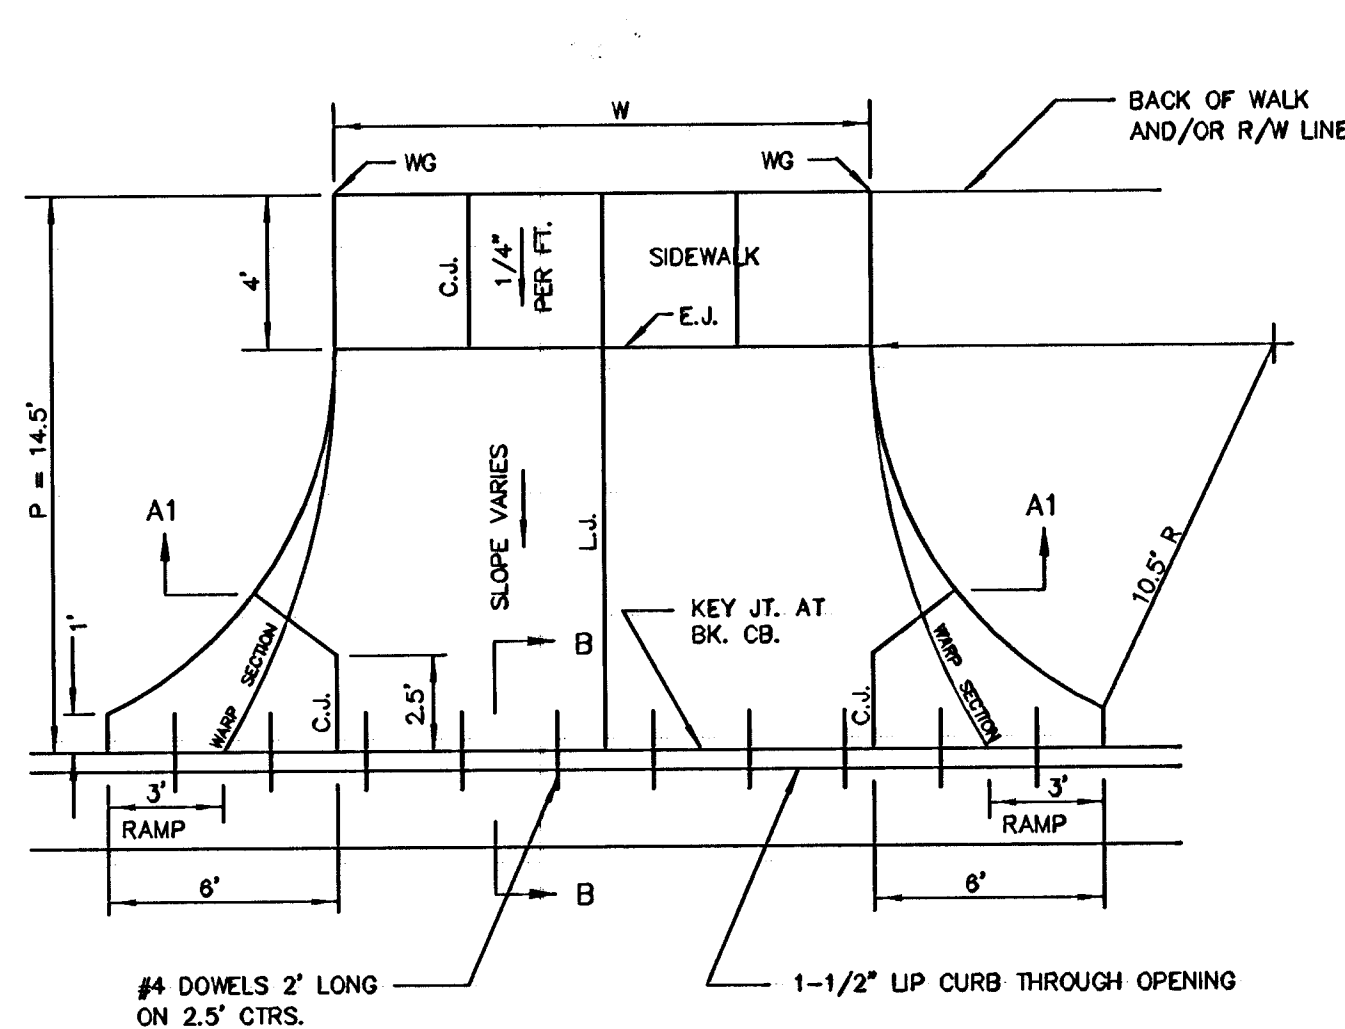 W
BACK OF WALK
AND/OR R/W LINE
WG
WG
4'
C.J.
1/4"
PER FT.
SIDEWALK
E.J.
P = 14.5'
A1
SLOPE VARIES
L.J.
A1
10.5' R
1'
WARP SECTION
C.J.
2.5'
B
KEY JT. AT
BK. CB.
C.J.
WARP SECTION
3'
RAMP
3'
RAMP
6'
B
6'
#4 DOWELS 2' LONG
ON 2.5' CTRS.
1-1/2" LIP CURB THROUGH OPENING